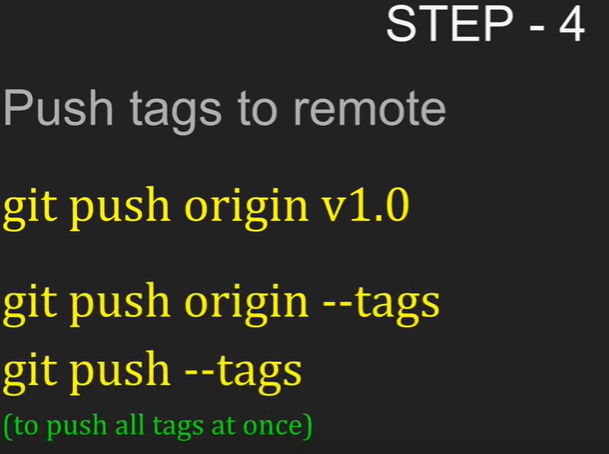 STEP - 4
Push tags to remote
git push origin v1.0
git push origin --tags
git push --tags
(to push all tags at once)